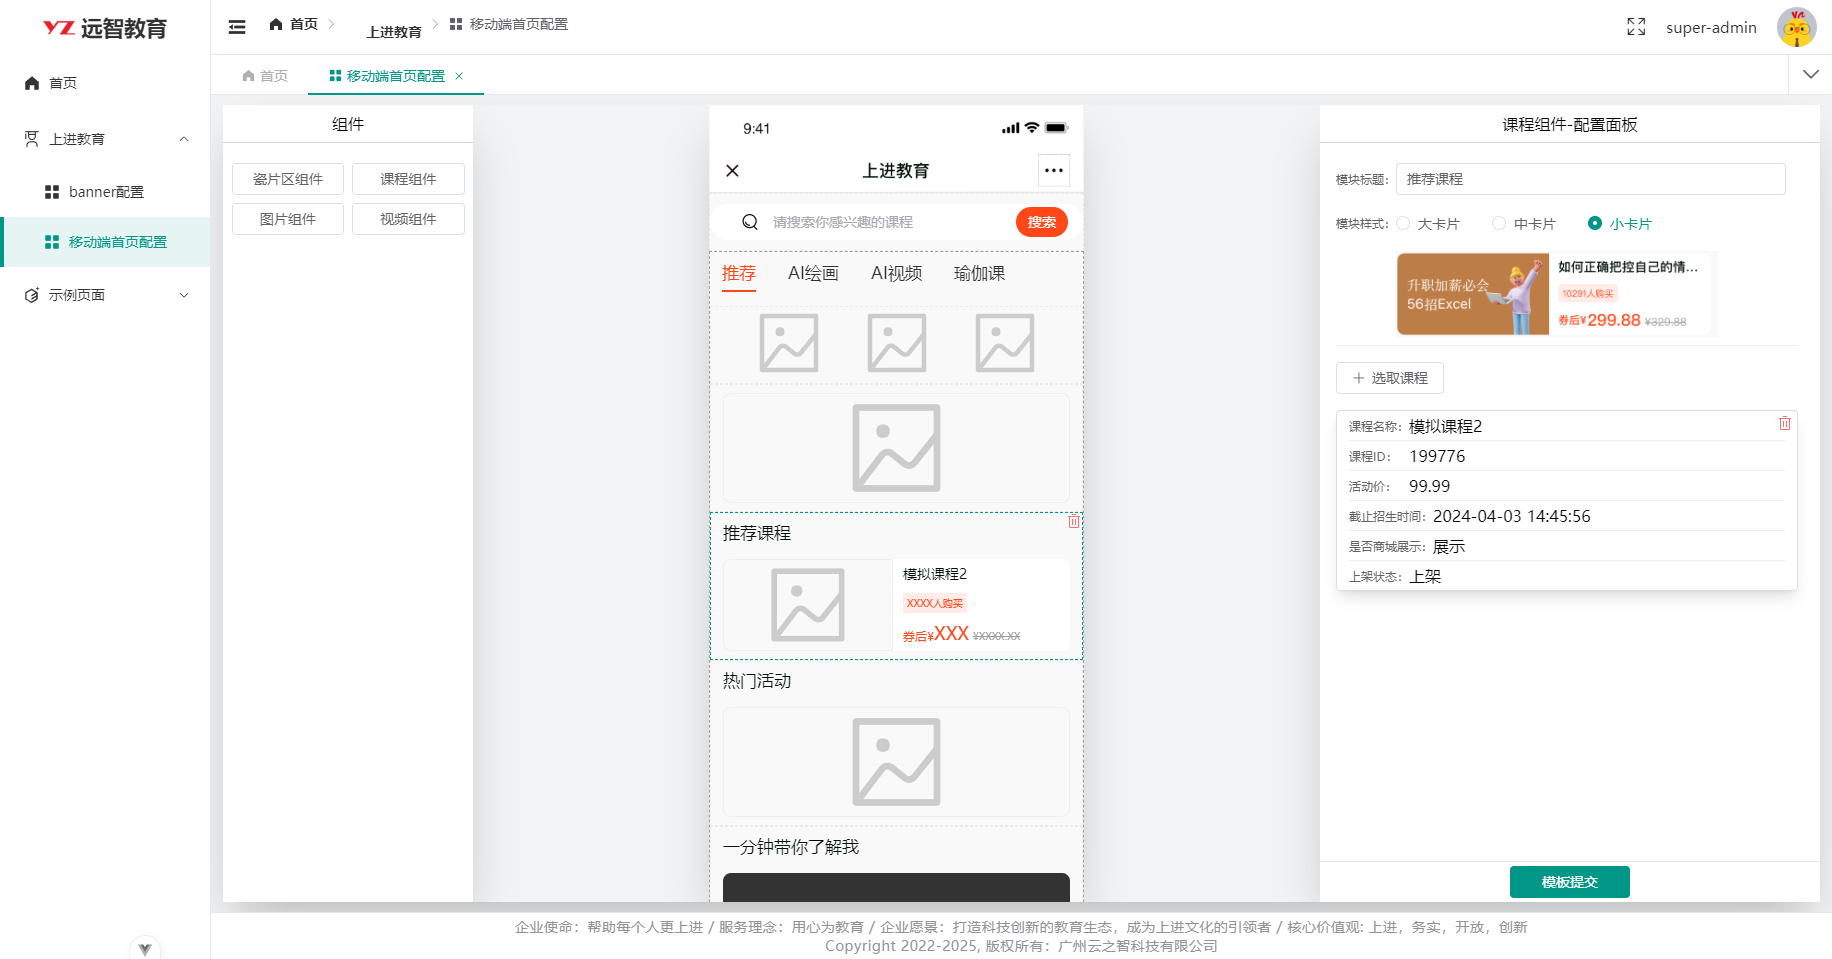 YZ 远智教育
首页
上进教育
banner配置
移动端首页配置
示例页面
首页
上进教育
移动端首页配置
super-admin
首页
移动端首页配置
组件
瓷片区组件
课程组件
图片组件
视频组件
9:41
上进教育
请搜索你感兴趣的课程
搜索
推荐 AI绘画 AI视频 瑜伽课
推荐课程
模拟课程2
XXXX人购买
券后¥XXX ¥XXXX.XX
热门活动
一分钟带你了解我
课程组件-配置面板
模块标题: 推荐课程
模块样式: 大卡片 中卡片 小卡片
升职加薪必会
56招Excel
如何正确把控自己的情...
10291人购买
券后¥299.88 ¥329.88
选取课程
课程名称: 模拟课程2
课程ID: 199776
活动价: 99.99
截止招生时间: 2024-04-03 14:45:56
是否商城展示: 展示
上架状态: 上架
模板提交
企业使命：帮助每个人更上进 / 服务理念：用心为教育 / 企业愿景：打造科技创新的教育生态，成为上进文化的引领者 / 核心价值观: 上进，务实，开放，创新
Copyright 2022-2025, 版权所有：广州云之智科技有限公司